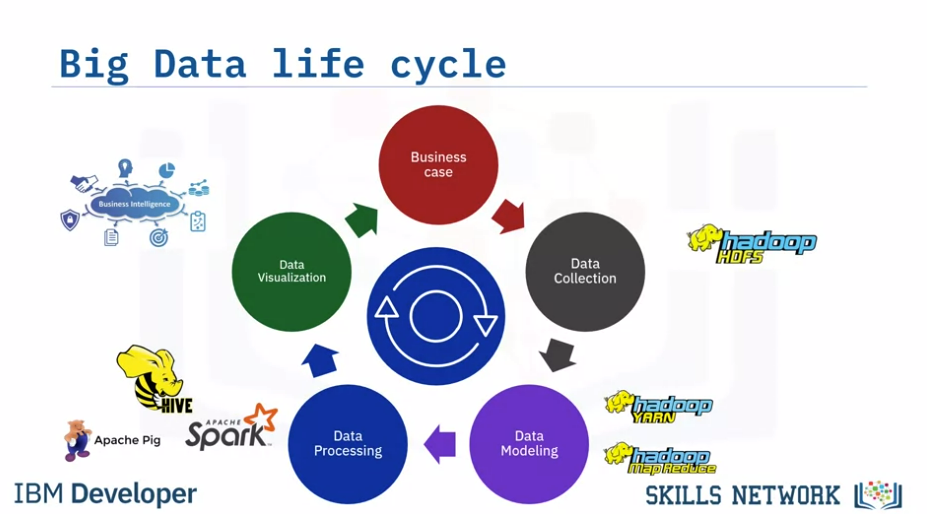 Big Data life cycle
Business
case
Business Intelligence
hadoop
HDFS
Data
Visualization
Data
Collection
HIVE
hadoop
YARN
APACHE
Spark™
Apache Pig
Data
Processing
Data
Modeling
hadoop
MapReduce
IBM Developer
SKILLS NETWORK